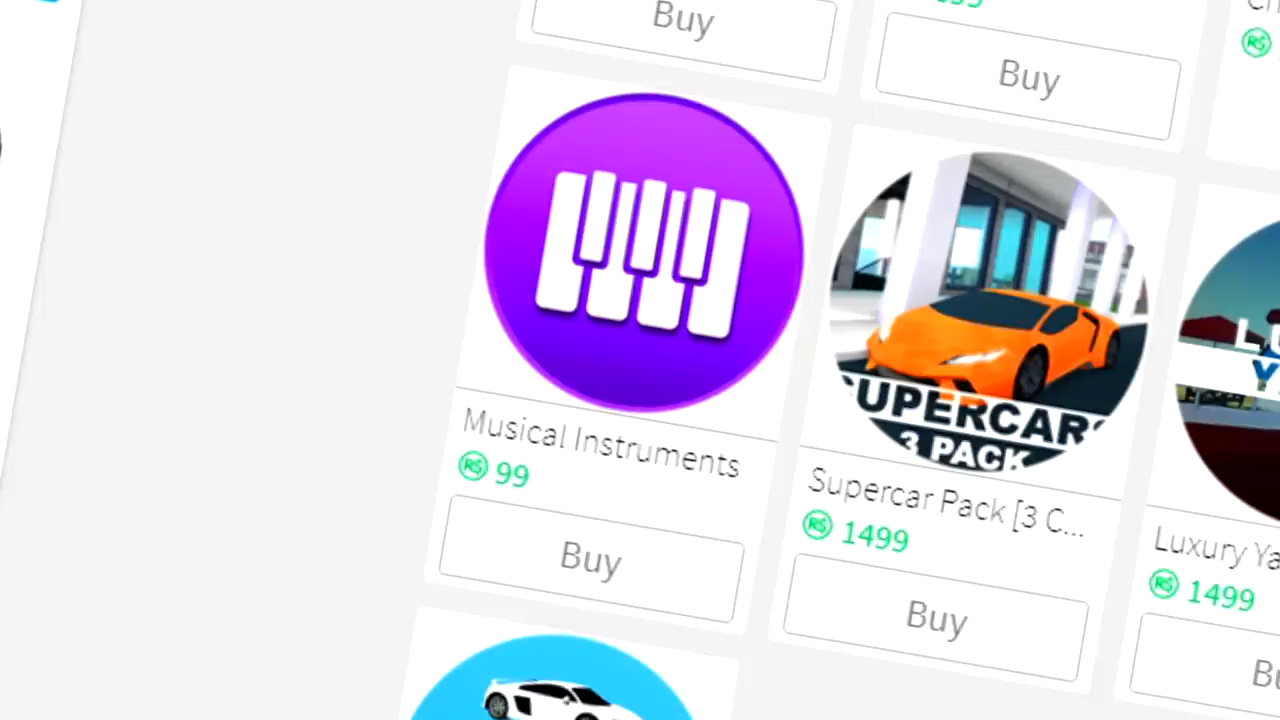 Buy
Buy
R$
SUPERCARS
3 PACK
Musical Instruments
R$ 99
Buy
Supercar Pack [3 C...
R$ 1499
Buy
Luxury Ya
R$ 1499